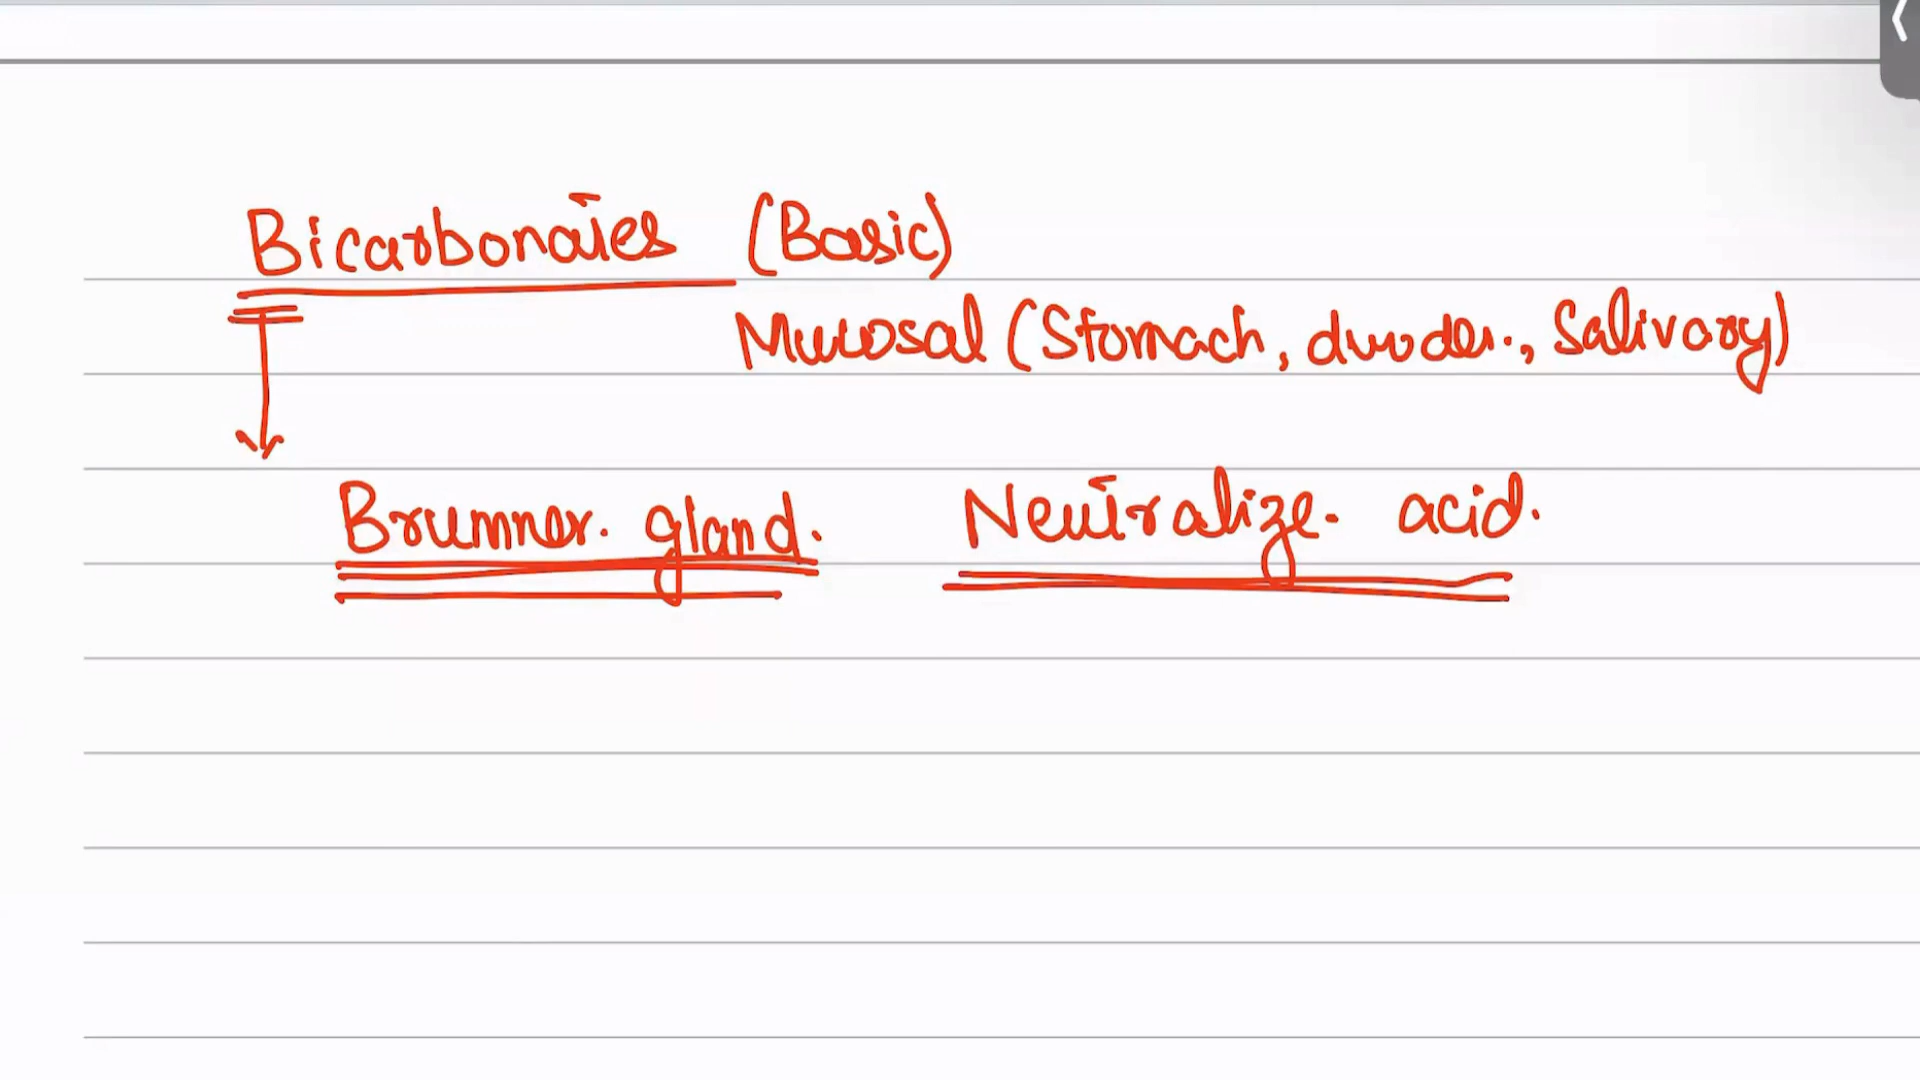 Bicarbonates (Basic)
Mucosal (Stomach, duoden., Salivary)
Brunner. gland. Neutralize. acid.